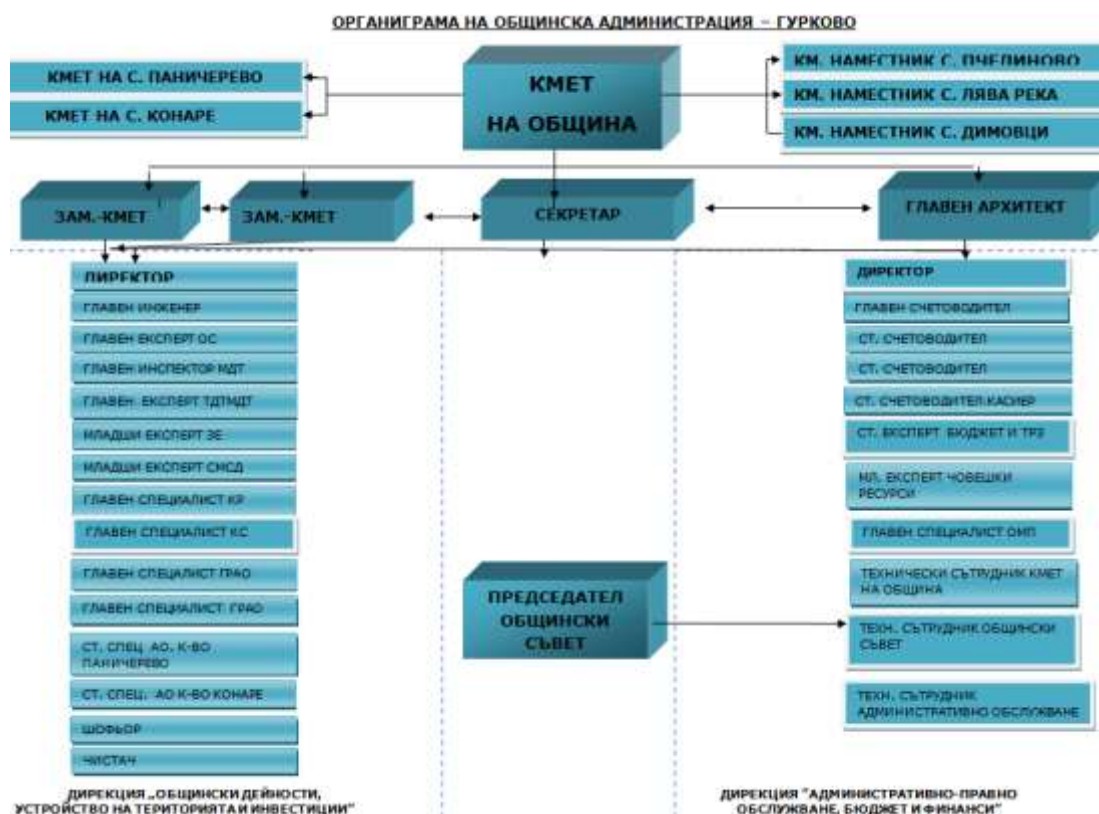 ОРГАНИГРАМА НА ОБЩИНСКА АДМИНИСТРАЦИЯ – ГУРКОВО
КМЕТ НА С. ПАНИЧЕРЕВО
КМЕТ НА С. КОНАРЕ
КМЕТ
НА ОБЩИНА
КМ. НАМЕСТНИК С. ПЧЕЛИНОВО
КМ. НАМЕСТНИК С. ЛЯВА РЕКА
КМ. НАМЕСТНИК С. ДИМОВЦИ
ЗАМ.-КМЕТ
ЗАМ.-КМЕТ
СЕКРЕТАР
ГЛАВЕН АРХИТЕКТ
ДИРЕКТОР
ГЛАВЕН ИНЖЕНЕР
ГЛАВЕН ЕКСПЕРТ ОС
ГЛАВЕН ИНСПЕКТОР МДТ
ГЛАВЕН ЕКСПЕРТ ТДТМДТ
МЛАДШИ ЕКСПЕРТ ЗЕ
МЛАДШИ ЕКСПЕРТ СМСД
ГЛАВЕН СПЕЦИАЛИСТ КР
ГЛАВЕН СПЕЦИАЛИСТ КС
ГЛАВЕН СПЕЦАЛИСТ ГРАО
ГЛАВЕН СПЕЦИАЛИСТ ГРАО
СТ. СПЕЦ АО. К-ВО
ПАНИЧЕРЕВО
СТ. СПЕЦ. АО К-ВО КОНАРЕ
ШОФЬОР
ЧИСТАЧ
ДИРЕКЦИЯ „ОБЩИНСКИ ДЕЙНОСТИ,
УСТРОЙСТВО НА ТЕРИТОРИЯТА И ИНВЕСТИЦИИ"
ПРЕДСЕДАТЕЛ
ОБЩИНСКИ
СЪВЕТ
ДИРЕКТОР
ГЛАВЕН СЧЕТОВОДИТЕЛ
СТ. СЧЕТОВОДИТЕЛ
СТ. СЧЕТОВОДИТЕЛ
СТ. СЧЕТОВОДИТЕЛ-КАСИЕР
СТ. ЕКСПЕРТ БЮДЖЕТ И ТРЗ
МЛ. ЕКСПЕРТ ЧОВЕШКИ
РЕСУРСИ
ГЛАВЕН СПЕЦИАЛИСТ ОМП
ТЕХНИЧЕСКИ СЪТРУДНИК КМЕТ
НА ОБЩИНА
ТЕХН. СЪТРУДНИК ОБЩИНСКИ
СЪВЕТ
ТЕХН. СЪТРУДНИК
АДМИНИСТРАТИВНО ОБСЛУЖВАНЕ
ДИРЕКЦИЯ "АДМИНИСТРАТИВНО-ПРАВНО
ОБСЛУЖВАНЕ, БЮДЖЕТ И ФИНАНСИ"